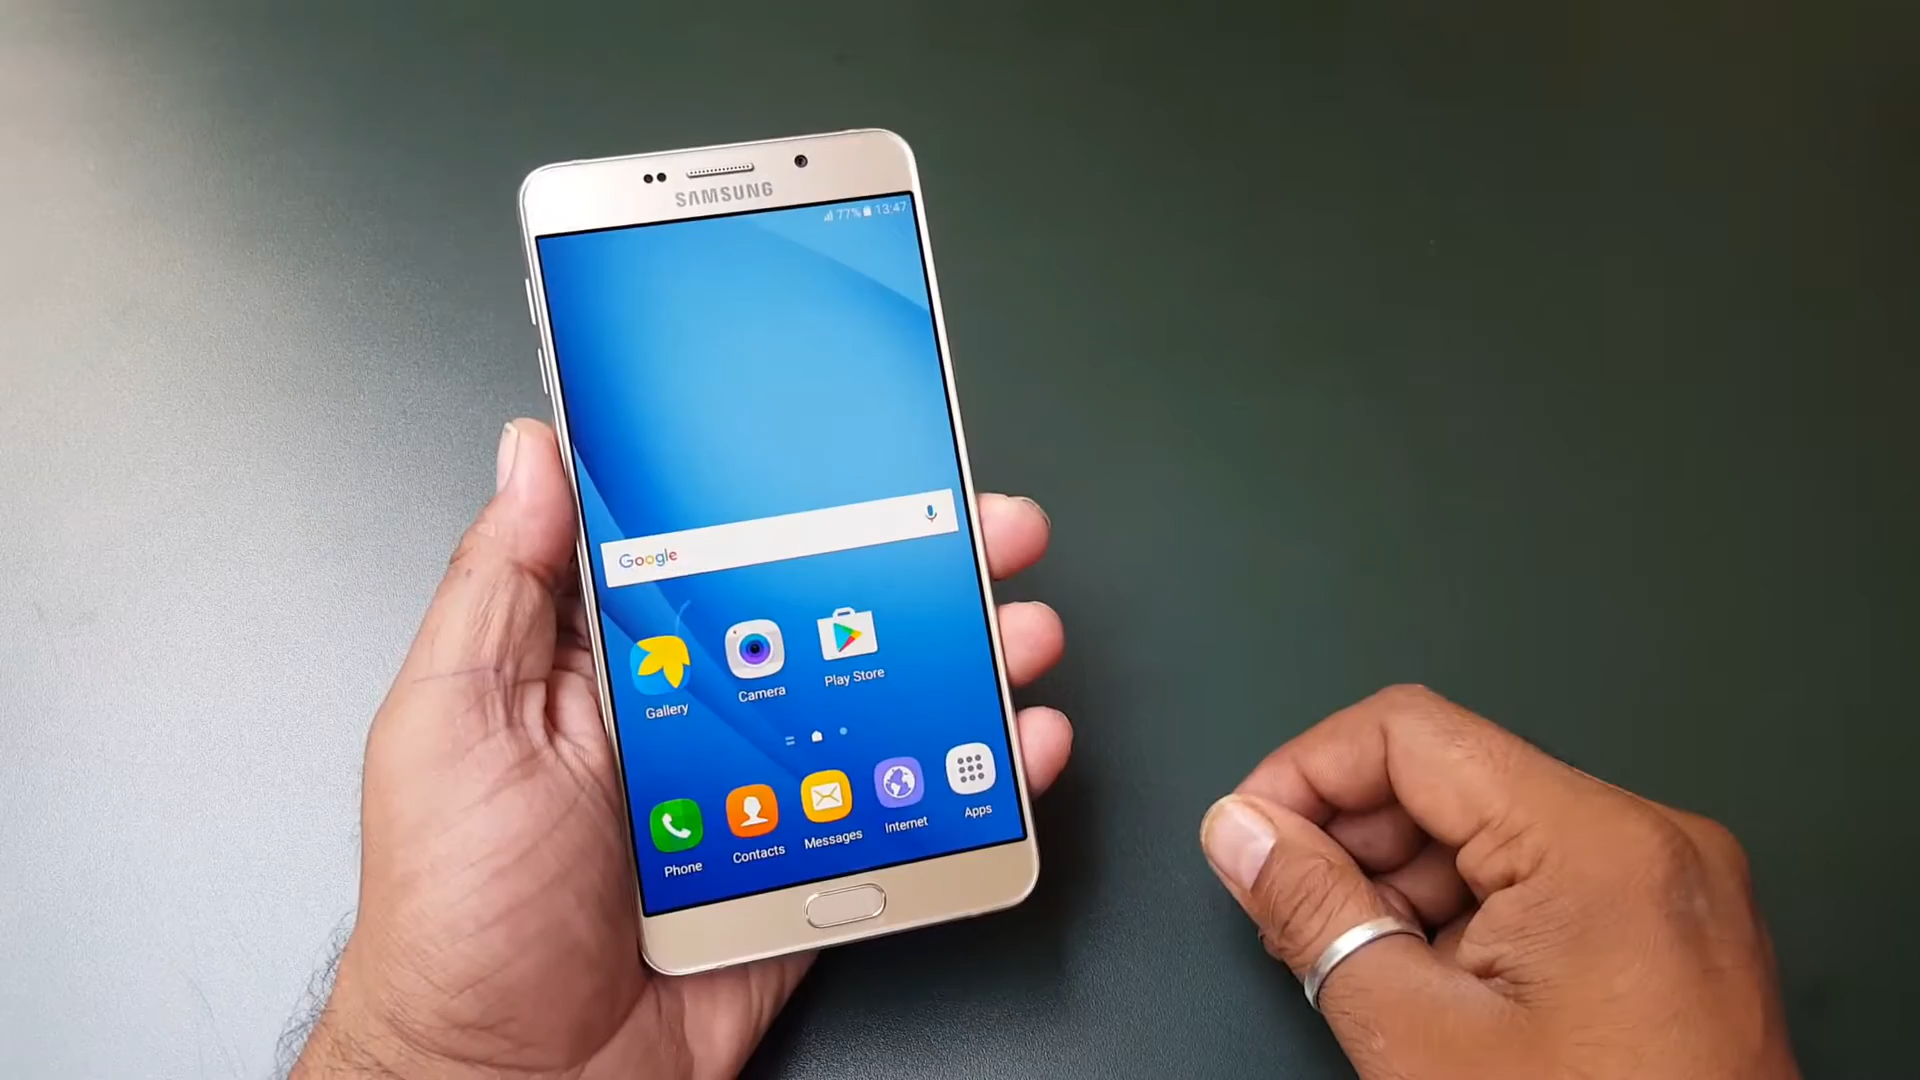 SAMSUNG
77% 13:47
Google
Gallery
Camera
Play Store
Phone
Contacts
Messages
Internet
Apps